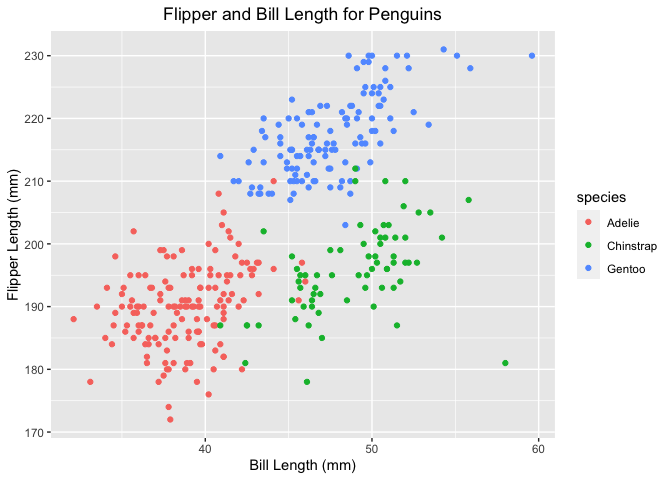 Flipper and Bill Length for Penguins
Flipper Length (mm)
230
220
210
200
190
180
170
40
50
60
Bill Length (mm)
species
Adelie
Chinstrap
Gentoo